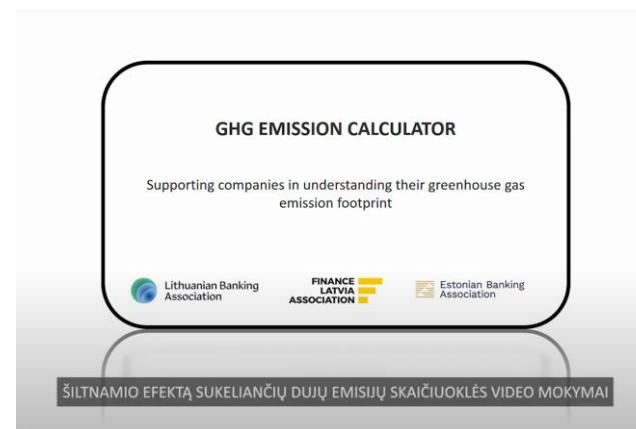 GHG EMISSION CALCULATOR
Supporting companies in understanding their greenhouse gas
emission footprint
Lithuanian Banking
Association
FINANCE
LATVIA
ASSOCIATION
Estonian Banking
Association
ŠILTNAMIO EFEKTĄ SUKELIANČIŲ DUJŲ EMISIJŲ SKAIČIUOKLĖS VIDEO MOKYMAI